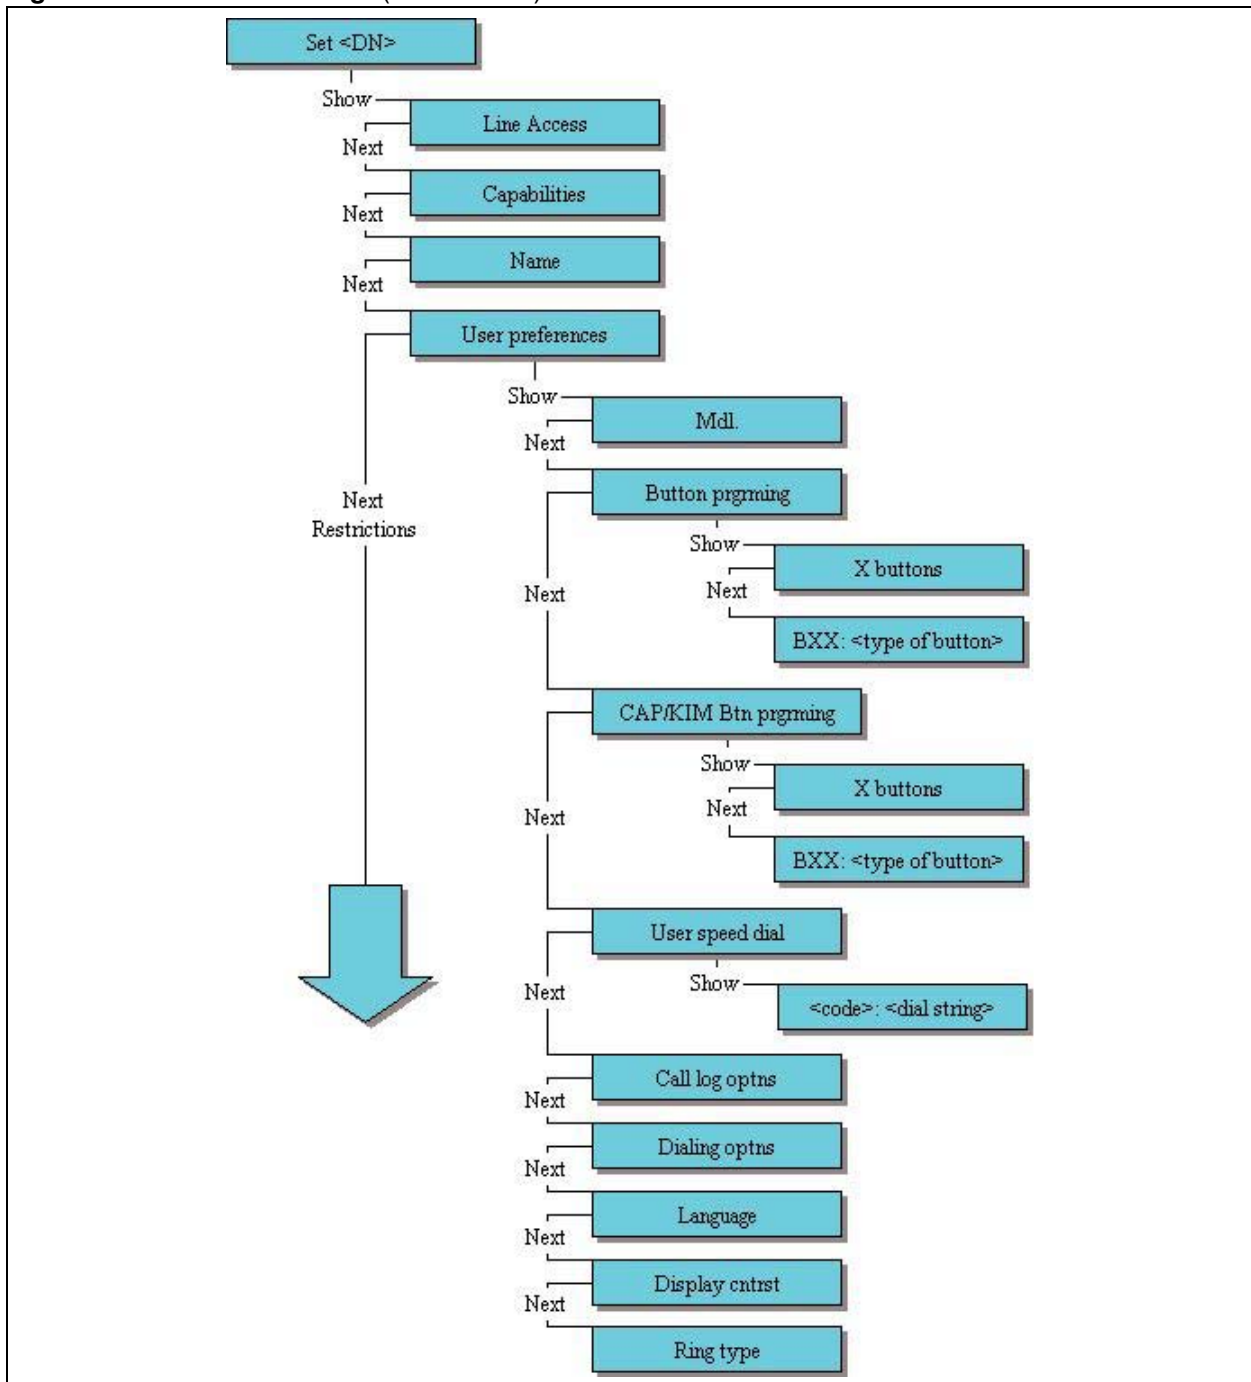 Set <DN>
Show
Line Access
Next
Capabilities
Next
Name
Next
User preferences
Show
Mdl.
Next
Button prgrming
Show
X buttons
Next
Next
Restrictions
Next
BXX: <type of button>
CAP/KIM Btn prgrming
Show
X buttons
Next
Next
BXX: <type of button>
User speed dial
Show
Next
<code>: <dial string>
Call log optns
Next
Dialing optns
Next
Language
Next
Display cntrst
Next
Ring type